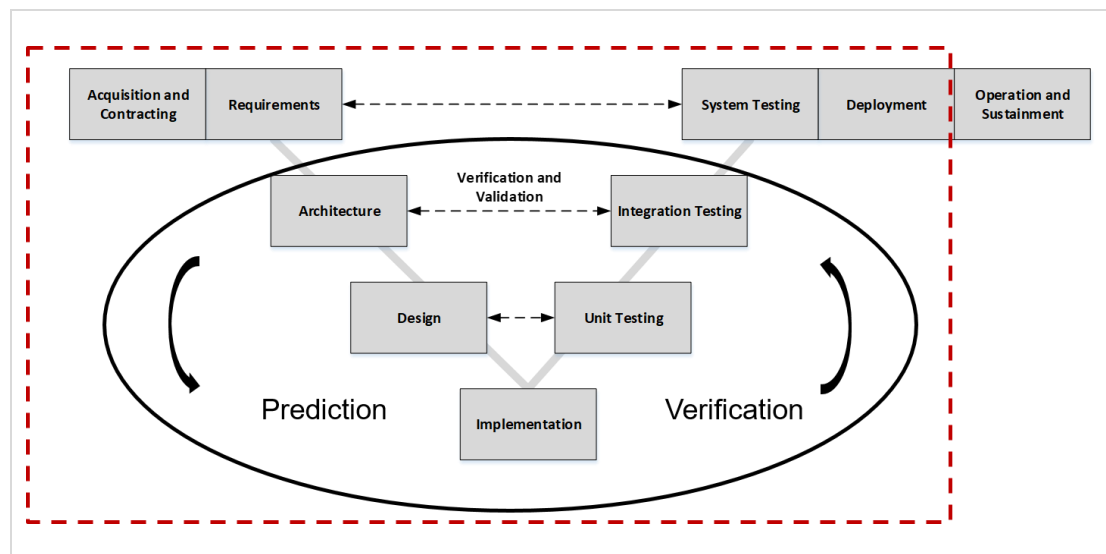 Acquisition and
Contracting
Requirements
System Testing
Deployment
Operation and
Sustainment
Verification and
Validation
Architecture
Integration Testing
Design
Unit Testing
Prediction
Verification
Implementation